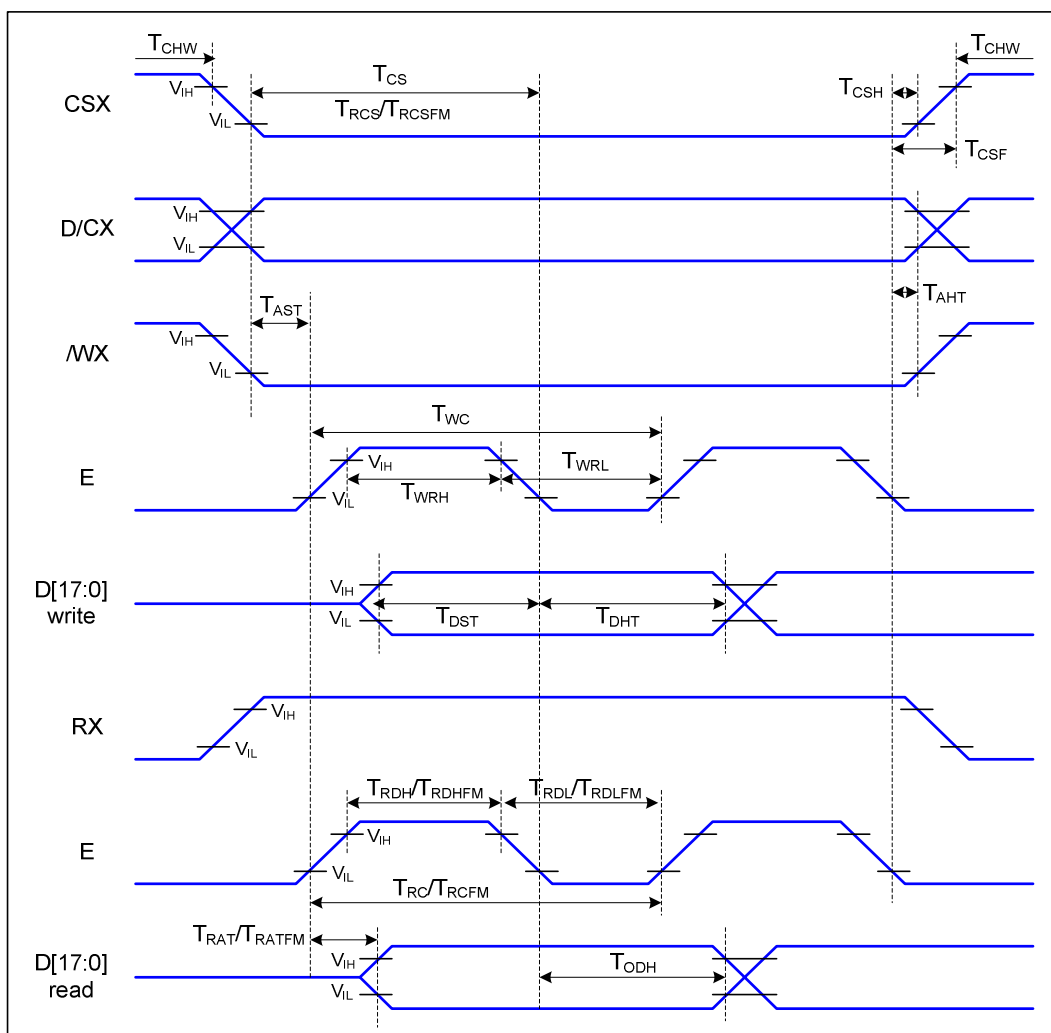 TCHW
TCHW
TCS
VIH
TCSH
CSX
TRCS/TRCSFM
VIL
TCSF
VIH
D/CX
VIL
TAST
TAHT
VIH
/WX
VIL
TWC
VIH
TWRL
E
TWRH
VIL
D[17:0]
write
VIH
VIL
TDST
TDHT
RX
VIH
VIL
TRDH/TRDHFM
TRDL/TRDLFM
VIH
E
VIL
TRC/TRCFM
TRAT/TRATFM
D[17:0]
read
VIH
VIL
TODH